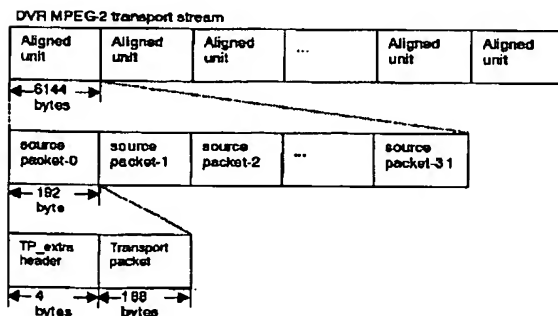 DVR MPEG-2 transport stream
Aligned unit
Aligned unit
Aligned unit
...
Aligned unit
Aligned unit
6144 bytes
source packet-0
source packet-1
source packet-2
...
source packet-31
192 byte
TP_extra header
Transport packet
4 bytes
188 bytes